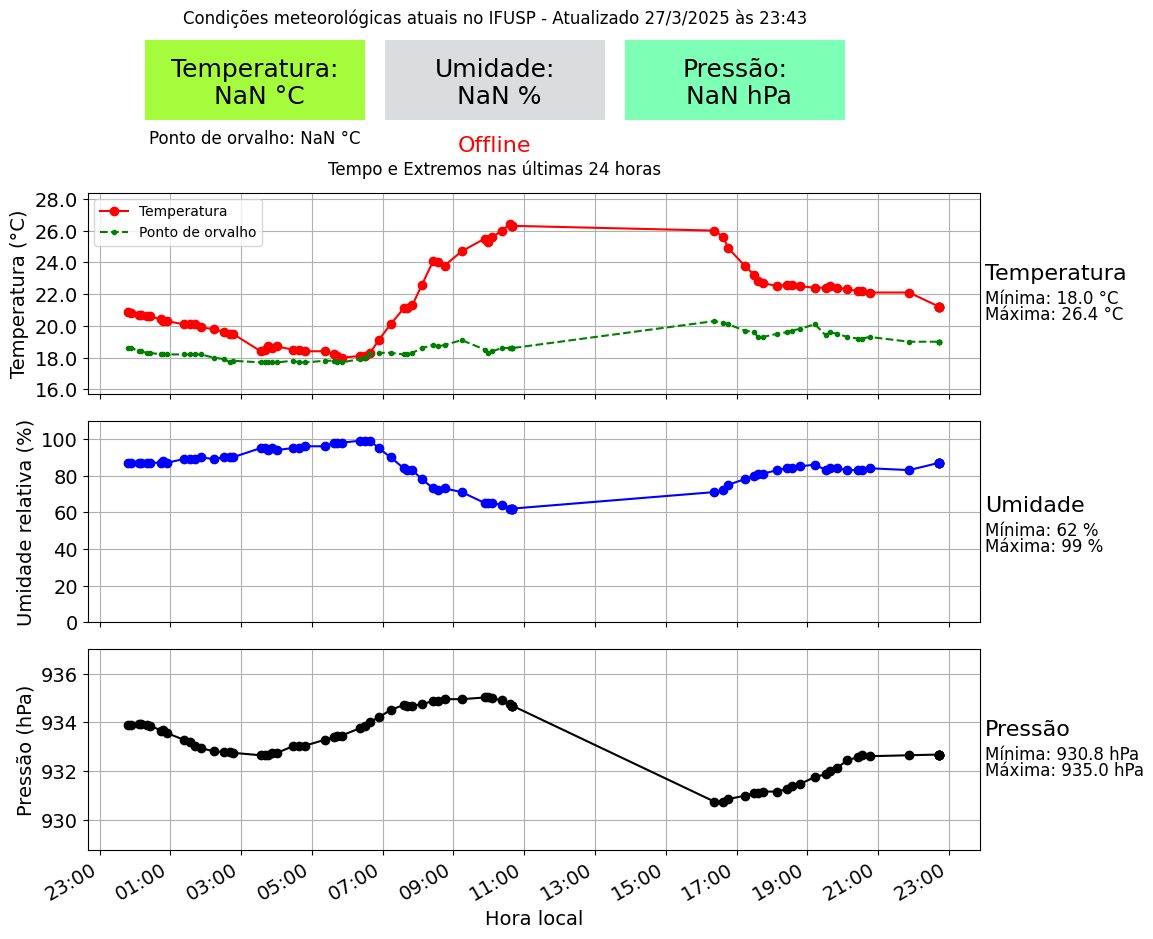 Condições meteorológicas atuais no IFUSP - Atualizado 27/3/2025 às 23:43
Temperatura:
NaN °C
Umidade:
NaN %
Pressão:
NaN hPa
Ponto de orvalho: NaN °C
Offline
Tempo e Extremos nas últimas 24 horas
Temperatura (°C)
28.0
26.0
24.0
22.0
20.0
18.0
16.0
Temperatura
Ponto de orvalho
Temperatura
Mínima: 18.0 °C
Máxima: 26.4 °C
Umidade relativa (%)
100
80
60
40
20
0
Umidade
Mínima: 62 %
Máxima: 99 %
Pressão (hPa)
936
934
932
930
Pressão
Mínima: 930.8 hPa
Máxima: 935.0 hPa
23:00 01:00 03:00 05:00 07:00 09:00 11:00 13:00 15:00 17:00 19:00 21:00 23:00
Hora local